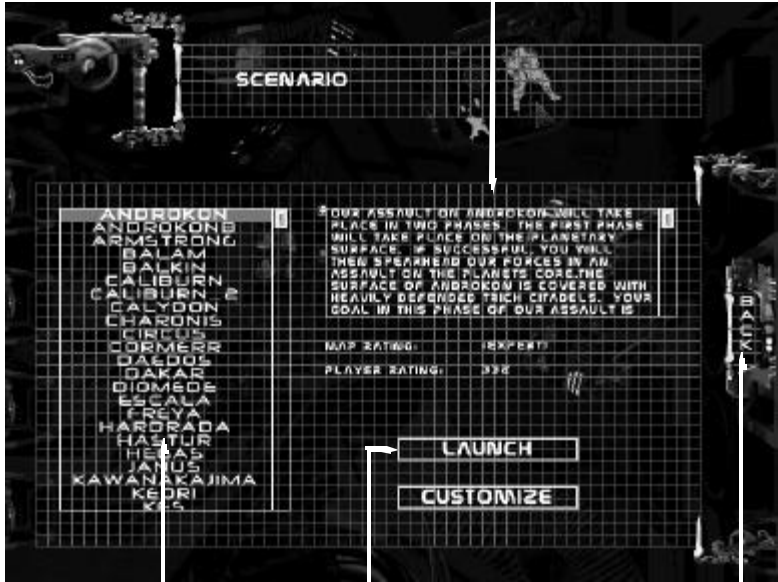 SCENARIO
ANDROKON
ANDROKONB
ARMSTRONG
BALAM
BALKIN
CALIBURN
CALIBURN 2
CALYDON
CHARONIS
CIRCUS
CORMERR
DAEDOS
DAKAR
DIOMEDE
ESCALA
FREYA
HARDRADA
HASTUR
HEGAS
JANUS
KAWANAKAJIMA
KEORI
KES
OUR ASSAULT ON ANDROKON WILL TAKE
PLACE IN TWO PHASES. THE FIRST PHASE
WILL TAKE PLACE ON THE PLANETARY
SURFACE. IF SUCCESSFUL, YOU WILL
THEN SPEARHEAD OUR FORCES IN AN
ASSAULT ON THE PLANETS CORE.THE
SURFACE OF ANDROKON IS COVERED WITH
HEAVILY DEFENDED TRICH CITADELS. YOUR
GOAL IN THIS PHASE OF OUR ASSAULT IS
MAP RATING: (EXPERT)
PLAYER RATING:
LAUNCH
CUSTOMIZE
BACK